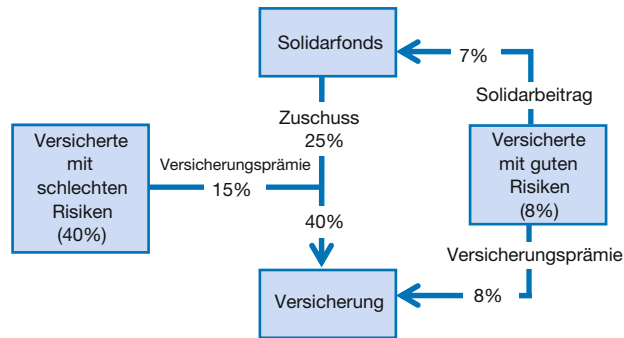 Solidarfonds
7%
Solidarbeitrag
Zuschuss
25%
Versicherte
mit
schlechten
Risiken
(40%)
Versicherungsprämie
15%
Versicherte
mit guten
Risiken
(8%)
40%
Versicherungsprämie
Versicherung
8%